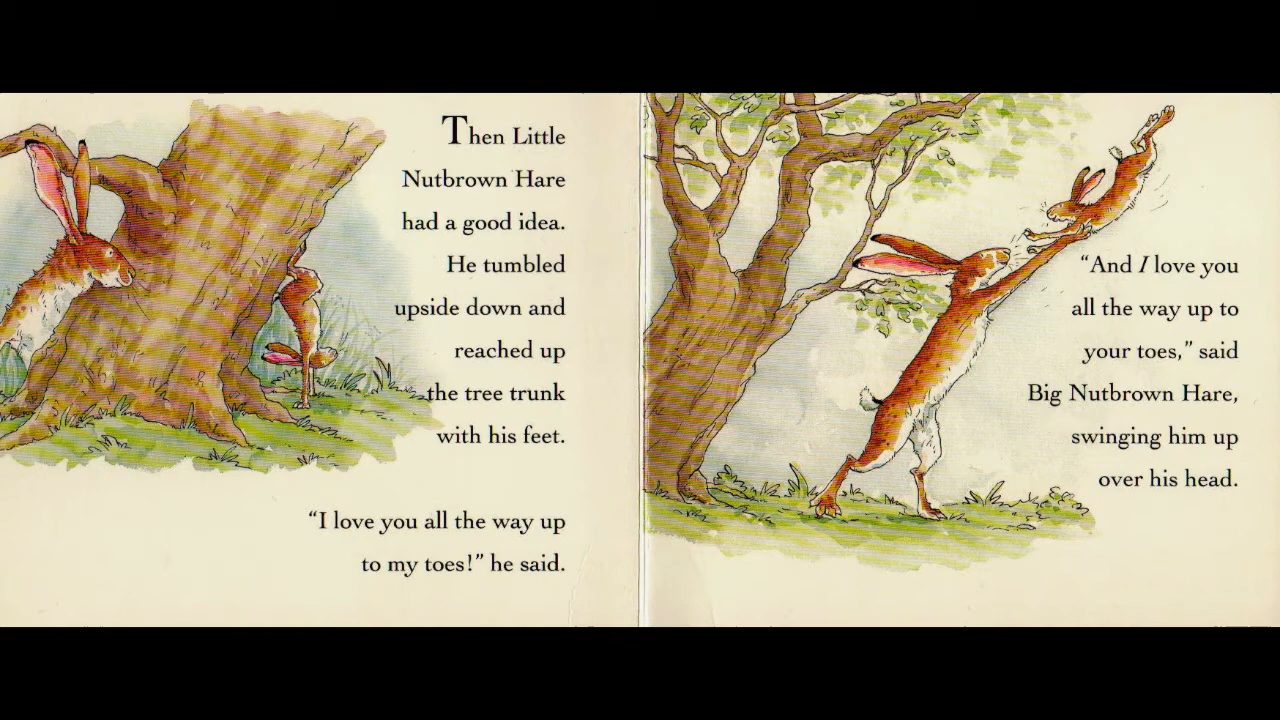 Then Little
Nutbrown Hare
had a good idea.
He tumbled
upside down and
reached up
the tree trunk
with his feet.
“I love you all the way up
to my toes!” he said.
“And I love you
all the way up to
your toes,” said
Big Nutbrown Hare,
swinging him up
over his head.